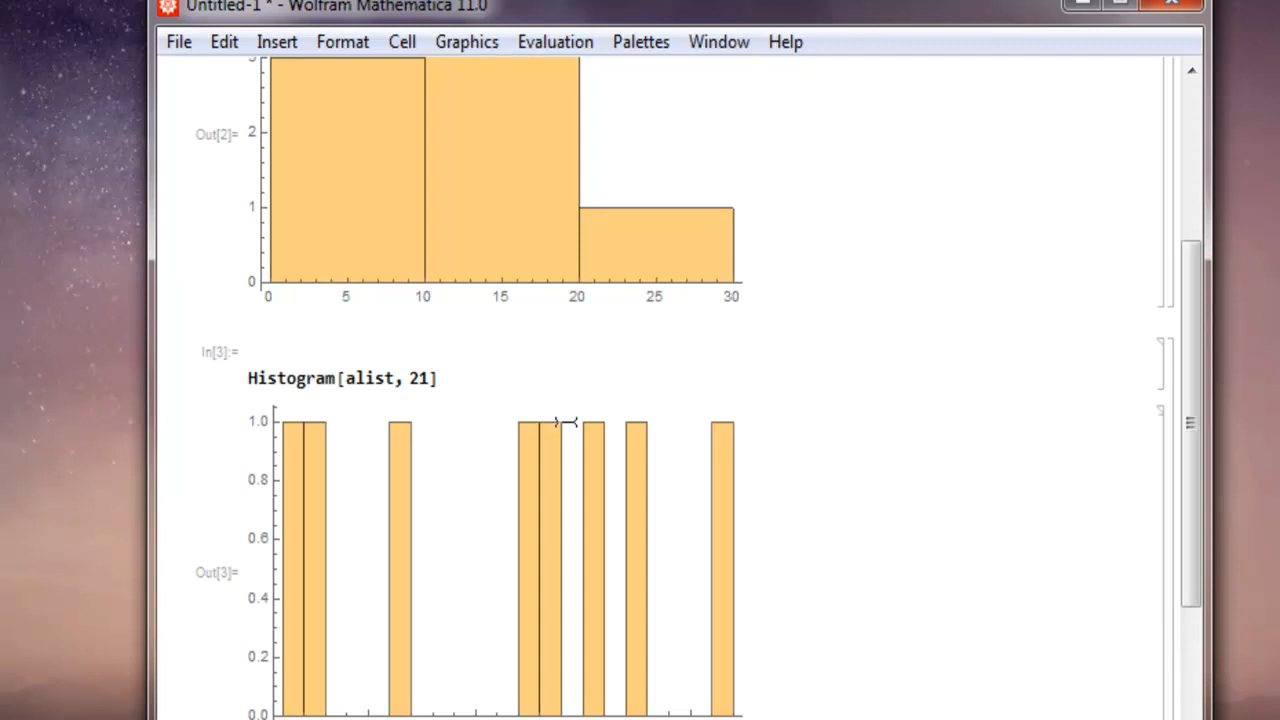 Untitled-1 * - Wolfram Mathematica 11.0
File Edit Insert Format Cell Graphics Evaluation Palettes Window Help
3
Out[2]= 2
1
0
0 5 10 15 20 25 30
In[3]:=
Histogram[alist, 21]
1.0
0.8
0.6
Out[3]=
0.4
0.2
0.0